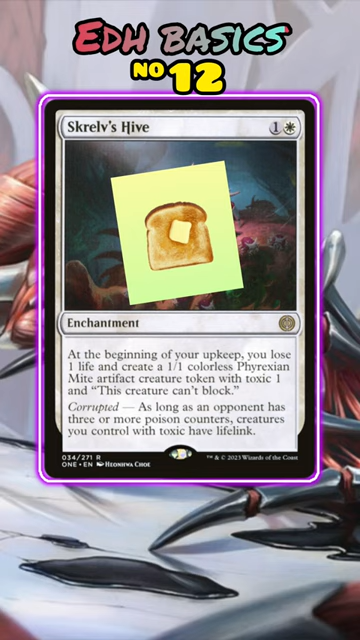 EDH BASICS
NO 12
Skrelv's Hive 1
Enchantment
At the beginning of your upkeep, you lose
1 life and create a 1/1 colorless Phyrexian
Mite artifact creature token with toxic 1
and “This creature can't block.”
Corrupted — As long as an opponent has
three or more poison counters, creatures
you control with toxic have lifelink.
034/271 R
ONE • EN HEONHWA CHOE
™ & © 2023 Wizards of the Coast